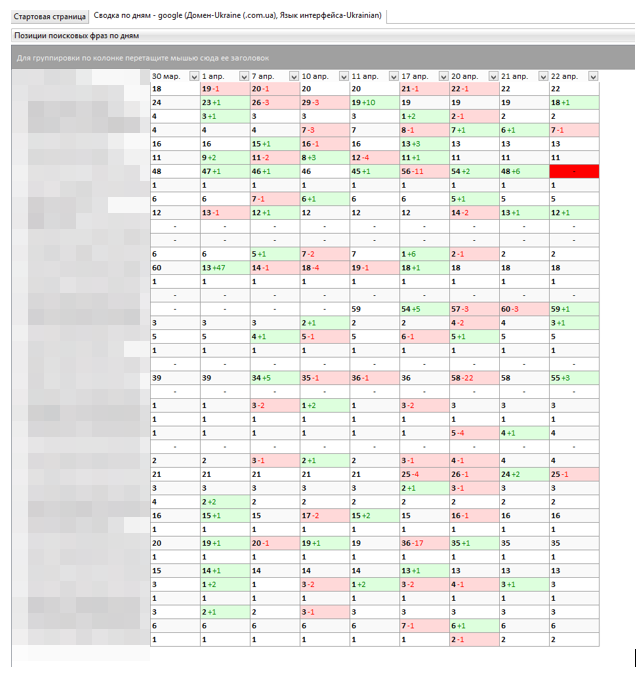 Стартовая страница Сводка по дням - google (Домен-Ukraine (.com.ua), Язык интерфейса-Ukrainian)
Позиции поисковых фраз по дням
Для группировки по колонке перетащите мышью сюда ее заголовок
30 мар. 1 апр. 7 апр. 10 апр. 11 апр. 17 апр. 20 апр. 21 апр. 22 апр.
18 19 -1 20 -1 20 20 21 -1 22 -1 22 22
24 23 +1 26 -3 29 -3 19 +10 19 19 19 18 +1
4 3 +1 3 3 3 1 +2 2 -1 2 2
4 4 4 7 -3 7 8 -1 7 +1 6 +1 7 -1
16 16 15 +1 16 -1 16 13 +3 13 13 13
11 9 +2 11 -2 8 +3 12 -4 11 +1 11 11 11
48 47 +1 46 +1 46 45 +1 56 -11 54 +2 48 +6
1 1 1 1 1 1 1 1 1
6 6 7 -1 6 +1 6 6 5 +1 5 5
12 13 -1 12 +1 12 12 12 14 -2 13 +1 12 +1
- - - - - - - - -
- - - - - - - - -
6 6 5 +1 7 -2 7 1 +6 2 -1 2 2
60 13 +47 14 -1 18 -4 19 -1 18 +1 18 18 18
1 1 1 1 1 1 1 1 1
- - - - - - - - -
- - - - 59 54 +5 57 -3 60 -3 59 +1
3 3 3 2 +1 2 2 4 -2 4 3 +1
5 5 4 +1 5 -1 5 6 -1 5 +1 5 5
1 1 1 1 1 1 1 1 1
- - - - - - - - -
39 39 34 +5 35 -1 36 -1 36 58 -22 58 55 +3
- - - - - - - - -
1 1 3 -2 1 +2 1 3 -2 3 3 3
1 1 1 1 1 1 1 1 1
1 1 1 1 1 1 5 -4 4 +1 4
- - - - - - - - -
2 2 3 -1 2 +1 2 3 -1 4 -1 4 4
21 21 21 21 21 25 -4 26 -1 24 +2 25 -1
3 3 3 3 3 2 +1 3 -1 3 3
4 2 +2 2 2 2 2 2 2 2
16 15 +1 15 17 -2 15 +2 15 16 -1 16 16
1 1 1 1 1 1 1 1 1
20 19 +1 20 -1 19 +1 19 36 -17 35 +1 35 35
1 1 1 1 1 1 1 1 1
15 14 +1 14 14 14 13 +1 13 13 13
3 1 +2 1 3 -2 1 +2 3 -2 4 -1 3 +1 3
1 1 1 1 1 1 1 1 1
3 2 +1 2 3 -1 3 3 3 3 3
6 6 6 6 6 7 -1 6 +1 6 6
1 1 1 1 1 1 2 -1 2 2